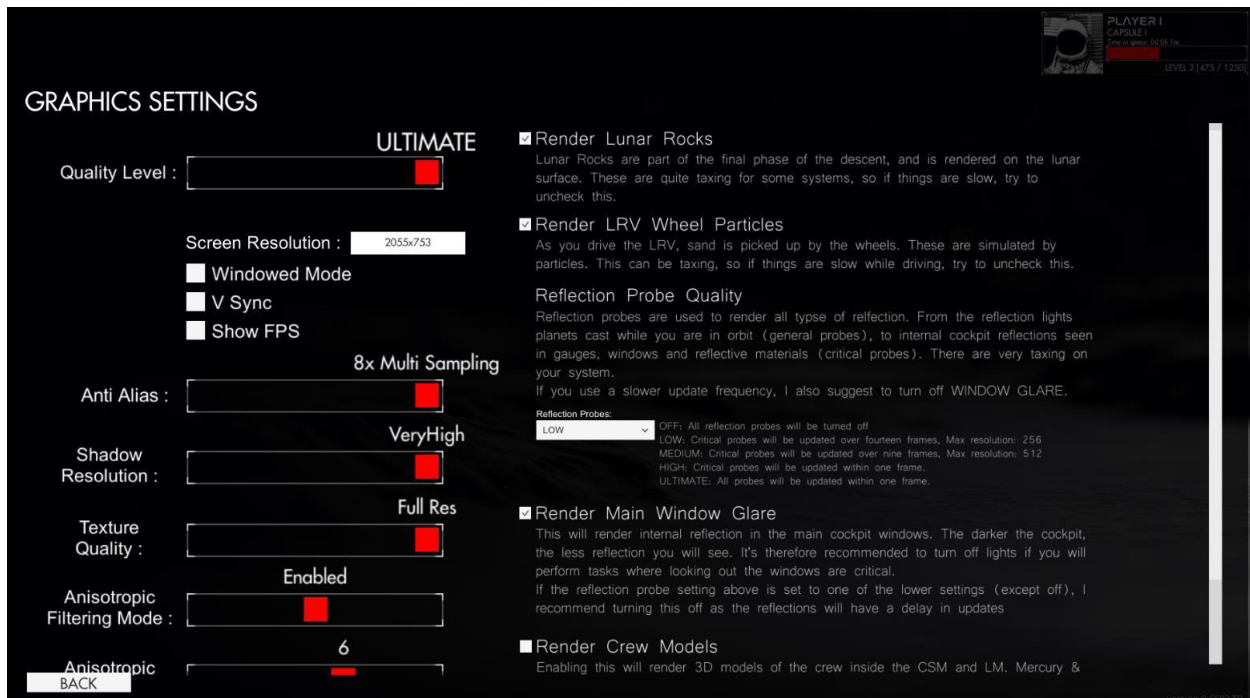 PLAYER I
CAPSULE I
Time in space: 0d 0h 1m
LEVEL 2 [475 / 1250]
GRAPHICS SETTINGS
ULTIMATE
Quality Level :
Screen Resolution :
2055x753
Windowed Mode
V Sync
Show FPS
8x Multi Sampling
Anti Alias :
VeryHigh
Shadow
Resolution :
Full Res
Texture
Quality :
Enabled
Anisotropic
Filtering Mode :
6
Anisotropic
BACK
Render Lunar Rocks
Lunar Rocks are part of the final phase of the descent, and is rendered on the lunar
surface. These are quite taxing for some systems, so if things are slow, try to
uncheck this.
Render LRV Wheel Particles
As you drive the LRV, sand is picked up by the wheels. These are simulated by
particles. This can be taxing, so if things are slow while driving, try to uncheck this.
Reflection Probe Quality
Reflection probes are used to render all typse of relfection. From the reflection lights
planets cast while you are in orbit (general probes), to internal cockpit reflections seen
in gauges, windows and reflective materials (critical probes). There are very taxing on
your system.
If you use a slower update frequency, I also suggest to turn off WINDOW GLARE.
Reflection Probes:
LOW
OFF: All reflection probes will be turned off
LOW: Critical probes will be updated over fourteen frames, Max resolution: 256
MEDIUM: Critical probes will be updated over nine frames, Max resolution: 512
HIGH: Critical probes will be updated within one frame.
ULTIMATE: All probes will be updated within one frame.
Render Main Window Glare
This will render internal reflection in the main cockpit windows. The darker the cockpit,
the less reflection you will see. It's therefore recommended to turn off lights if you will
perform tasks where looking out the windows are critical.
If the reflection probe setting above is set to one of the lower settings (except off), I
recommend turning this off as the reflections will have a delay in updates
Render Crew Models
Enabling this will render 3D models of the crew inside the CSM and LM. Mercury &